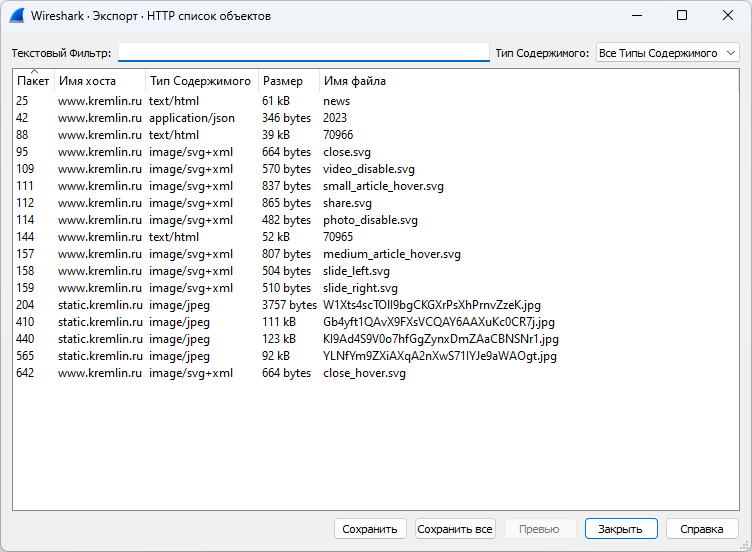 Wireshark · Экспорт · HTTP список объектов
Текстовый Фильтр: Тип Содержимого: Все Типы Содержимого
Пакет Имя хоста Тип Содержимого Размер Имя файла
25 www.kremlin.ru text/html 61 kB news
42 www.kremlin.ru application/json 346 bytes 2023
88 www.kremlin.ru text/html 39 kB 70966
95 www.kremlin.ru image/svg+xml 664 bytes close.svg
109 www.kremlin.ru image/svg+xml 570 bytes video_disable.svg
111 www.kremlin.ru image/svg+xml 837 bytes small_article_hover.svg
112 www.kremlin.ru image/svg+xml 865 bytes share.svg
114 www.kremlin.ru image/svg+xml 482 bytes photo_disable.svg
144 www.kremlin.ru text/html 52 kB 70965
157 www.kremlin.ru image/svg+xml 807 bytes medium_article_hover.svg
158 www.kremlin.ru image/svg+xml 504 bytes slide_left.svg
159 www.kremlin.ru image/svg+xml 510 bytes slide_right.svg
204 static.kremlin.ru image/jpeg 3757 bytes W1Xts4scTOII9bgCKGXrPsXhPrnvZzeK.jpg
410 static.kremlin.ru image/jpeg 111 kB Gb4yft1QAvX9FXsVCQAY6AAXuKc0CR7j.jpg
440 static.kremlin.ru image/jpeg 123 kB KI9Ad4S9V0o7hfGgZynxDmZAaCBNSNr1.jpg
565 static.kremlin.ru image/jpeg 92 kB YLNfYm9ZXiAXqA2nXwS71IYJe9aWAOgt.jpg
642 www.kremlin.ru image/svg+xml 664 bytes close_hover.svg
Сохранить Сохранить все Превью Закрыть Справка